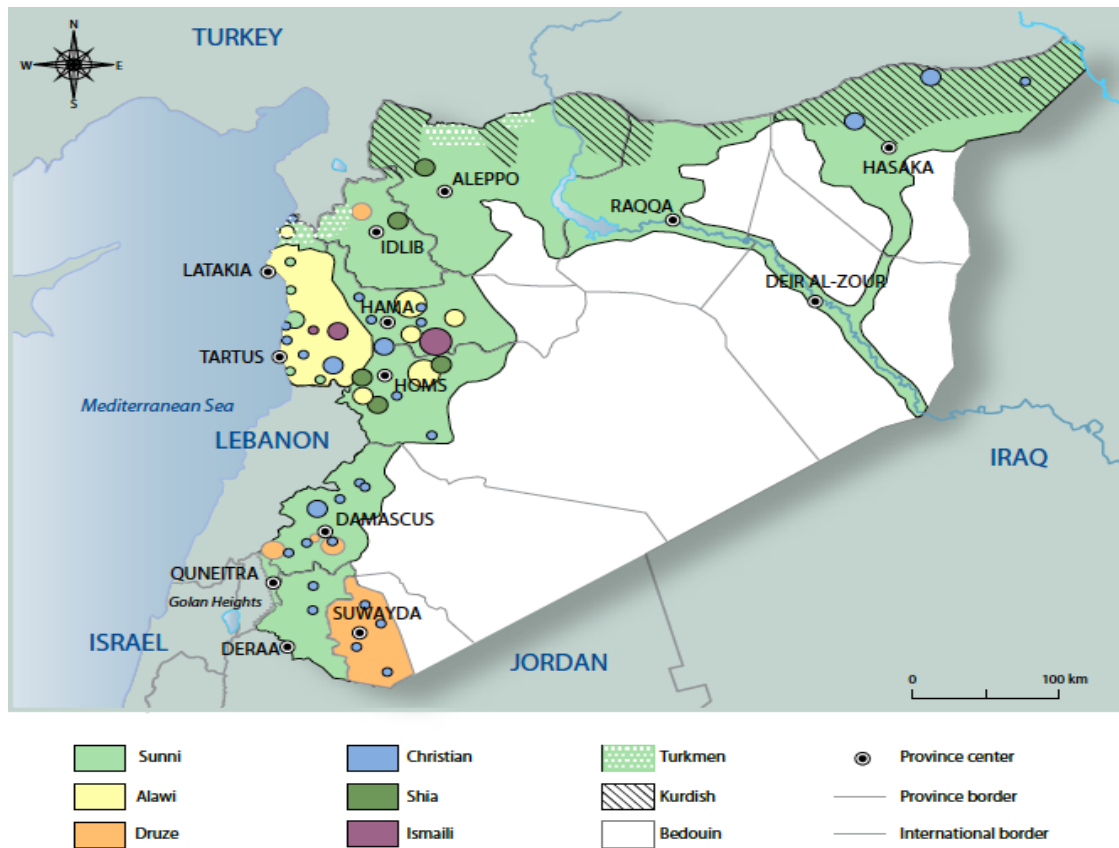 N
TURKEY
W
E
S
HASAKA
ALEPPO
RAQQA
IDLIB
LATAKIA
DEIR AL-ZOUR
HAMA
TARTUS
HOMS
Mediterranean Sea
LEBANON
IRAQ
DAMASCUS
QUNEITRA
Golan Heights
SUWAYDA
ISRAEL
DERAA
JORDAN
0 100 km
Sunni
Christian
Turkmen
Province center
Alawi
Shia
Kurdish
Province border
Druze
Ismaili
Bedouin
International border